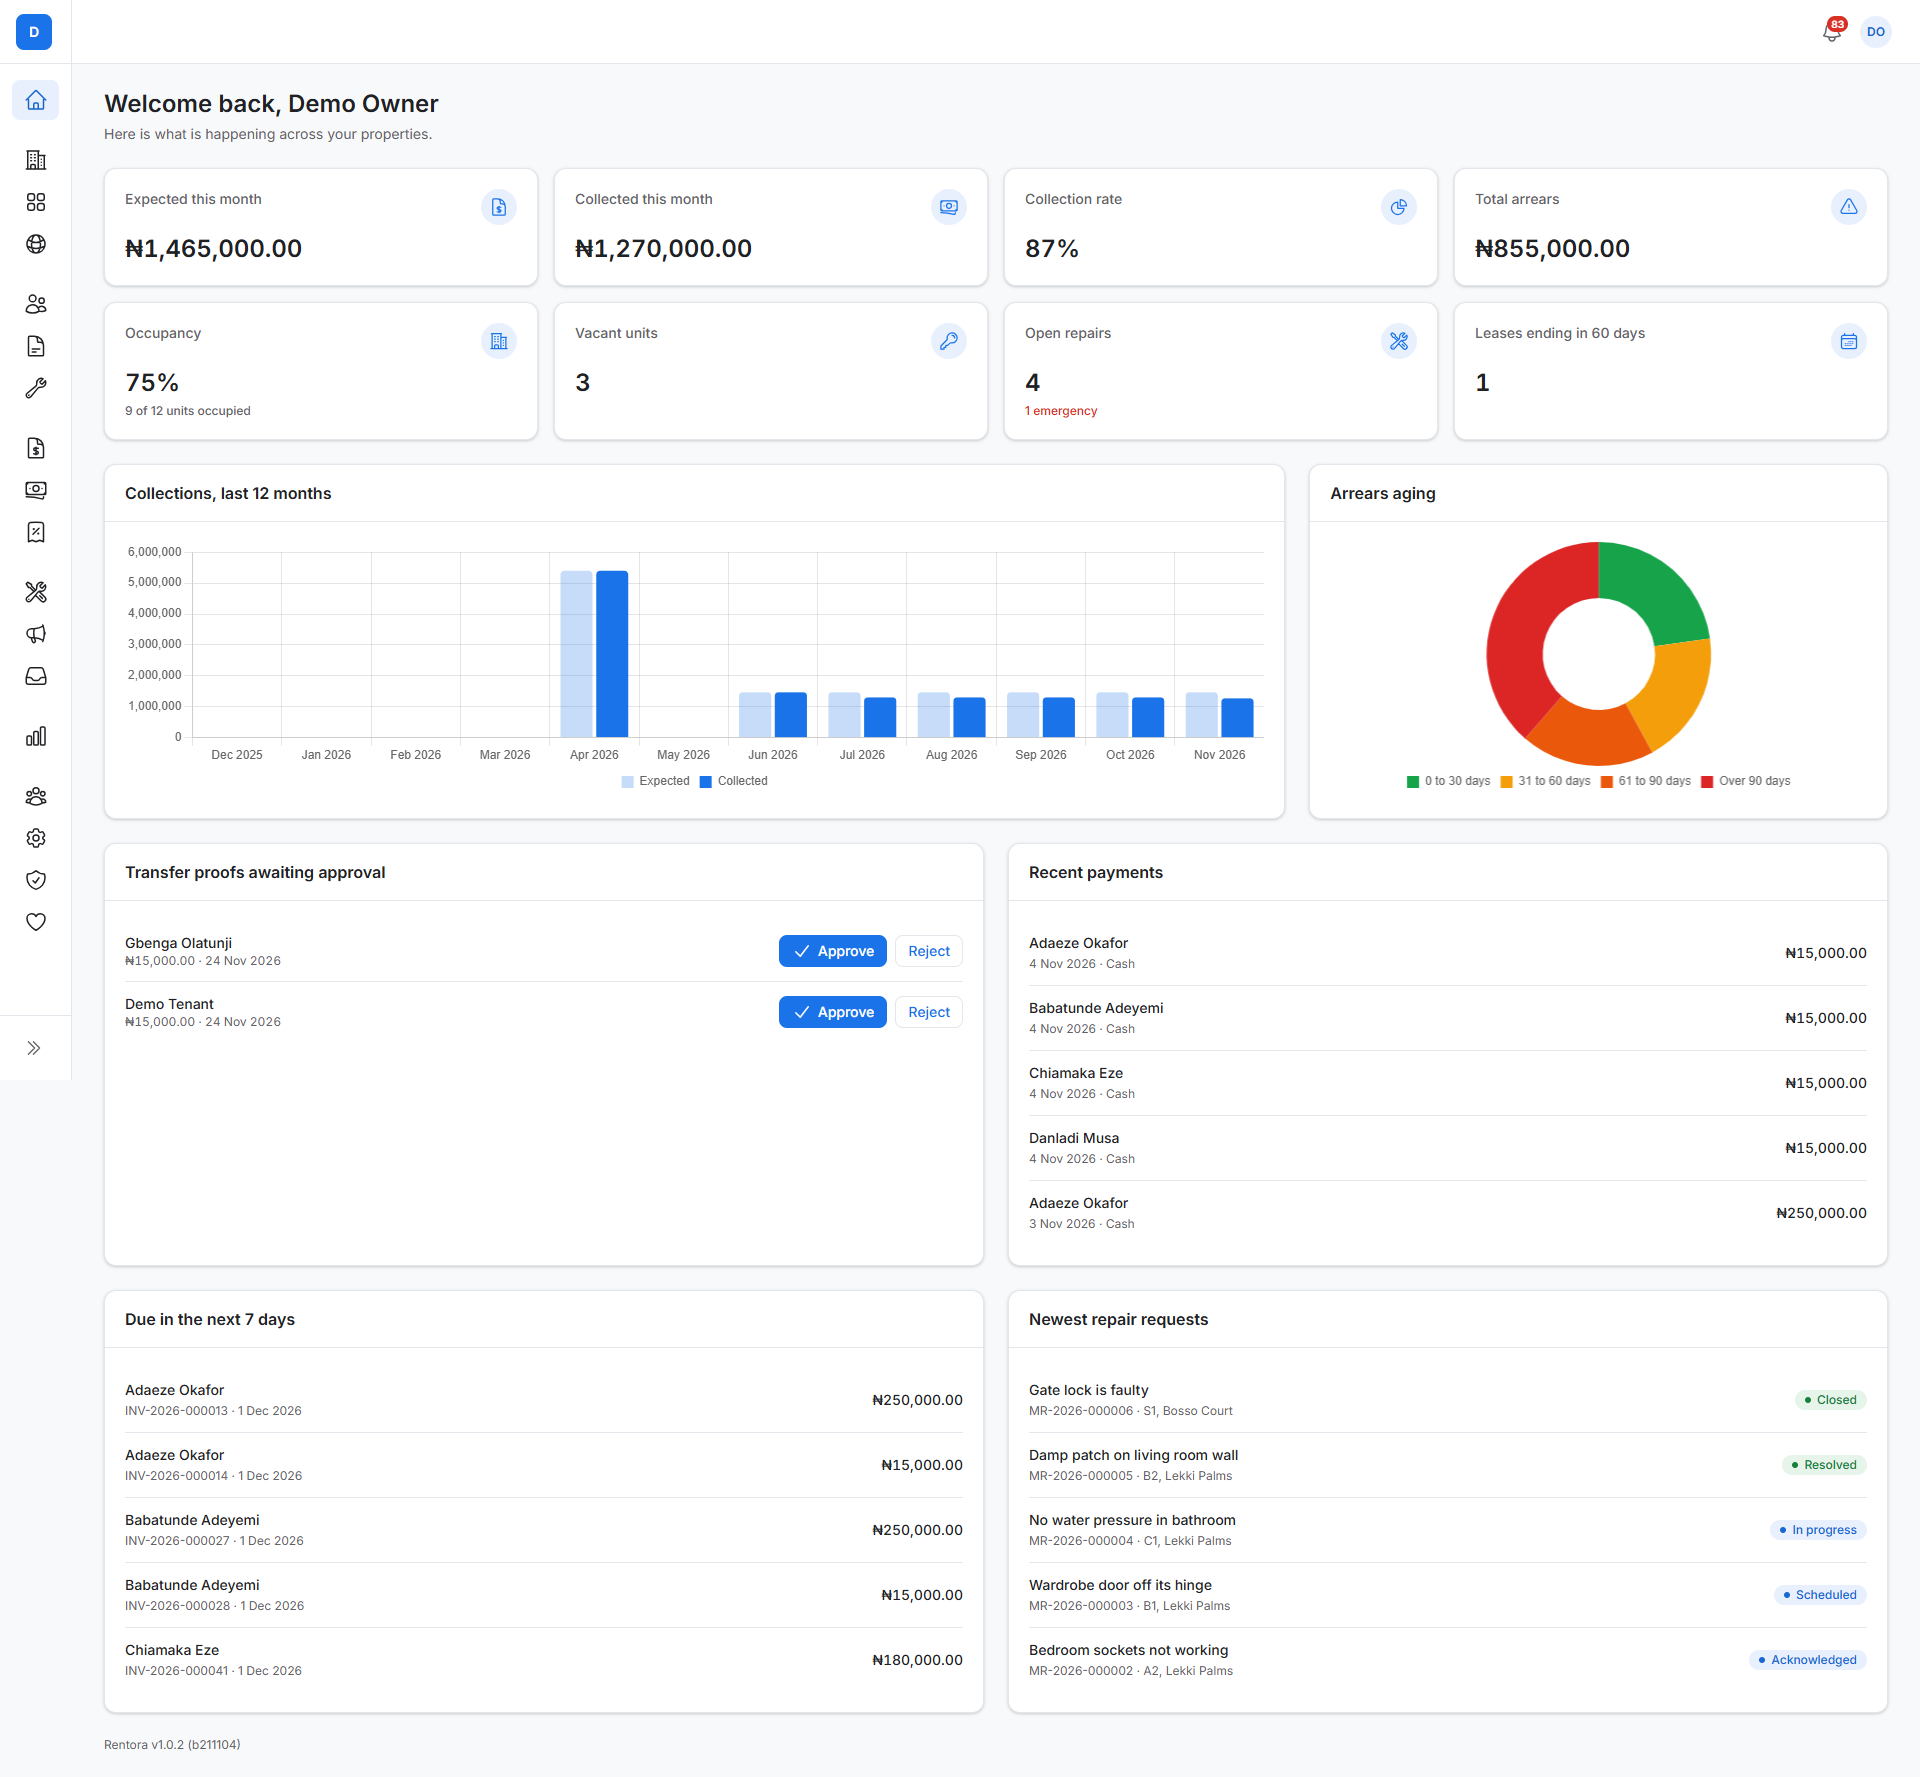 D
83
DO
Welcome back, Demo Owner
Here is what is happening across your properties.
Expected this month
₦1,465,000.00
Collected this month
₦1,270,000.00
Collection rate
87%
Total arrears
₦855,000.00
Occupancy
75%
9 of 12 units occupied
Vacant units
3
Open repairs
4
1 emergency
Leases ending in 60 days
1
Collections, last 12 months
6,000,000
5,000,000
4,000,000
3,000,000
2,000,000
1,000,000
0
Dec 2025 Jan 2026 Feb 2026 Mar 2026 Apr 2026 May 2026 Jun 2026 Jul 2026 Aug 2026 Sep 2026 Oct 2026 Nov 2026
Expected Collected
Arrears aging
0 to 30 days 31 to 60 days 61 to 90 days Over 90 days
Transfer proofs awaiting approval
Gbenga Olatunji
₦15,000.00 · 24 Nov 2026
Approve Reject
Demo Tenant
₦15,000.00 · 24 Nov 2026
Approve Reject
Recent payments
Adaeze Okafor
4 Nov 2026 · Cash
₦15,000.00
Babatunde Adeyemi
4 Nov 2026 · Cash
₦15,000.00
Chiamaka Eze
4 Nov 2026 · Cash
₦15,000.00
Danladi Musa
4 Nov 2026 · Cash
₦15,000.00
Adaeze Okafor
3 Nov 2026 · Cash
₦250,000.00
Due in the next 7 days
Adaeze Okafor
INV-2026-000013 · 1 Dec 2026
₦250,000.00
Adaeze Okafor
INV-2026-000014 · 1 Dec 2026
₦15,000.00
Babatunde Adeyemi
INV-2026-000027 · 1 Dec 2026
₦250,000.00
Babatunde Adeyemi
INV-2026-000028 · 1 Dec 2026
₦15,000.00
Chiamaka Eze
INV-2026-000041 · 1 Dec 2026
₦180,000.00
Newest repair requests
Gate lock is faulty
MR-2026-000006 · S1, Bosso Court
Closed
Damp patch on living room wall
MR-2026-000005 · B2, Lekki Palms
Resolved
No water pressure in bathroom
MR-2026-000004 · C1, Lekki Palms
In progress
Wardrobe door off its hinge
MR-2026-000003 · B1, Lekki Palms
Scheduled
Bedroom sockets not working
MR-2026-000002 · A2, Lekki Palms
Acknowledged
Rentora v1.0.2 (b211104)